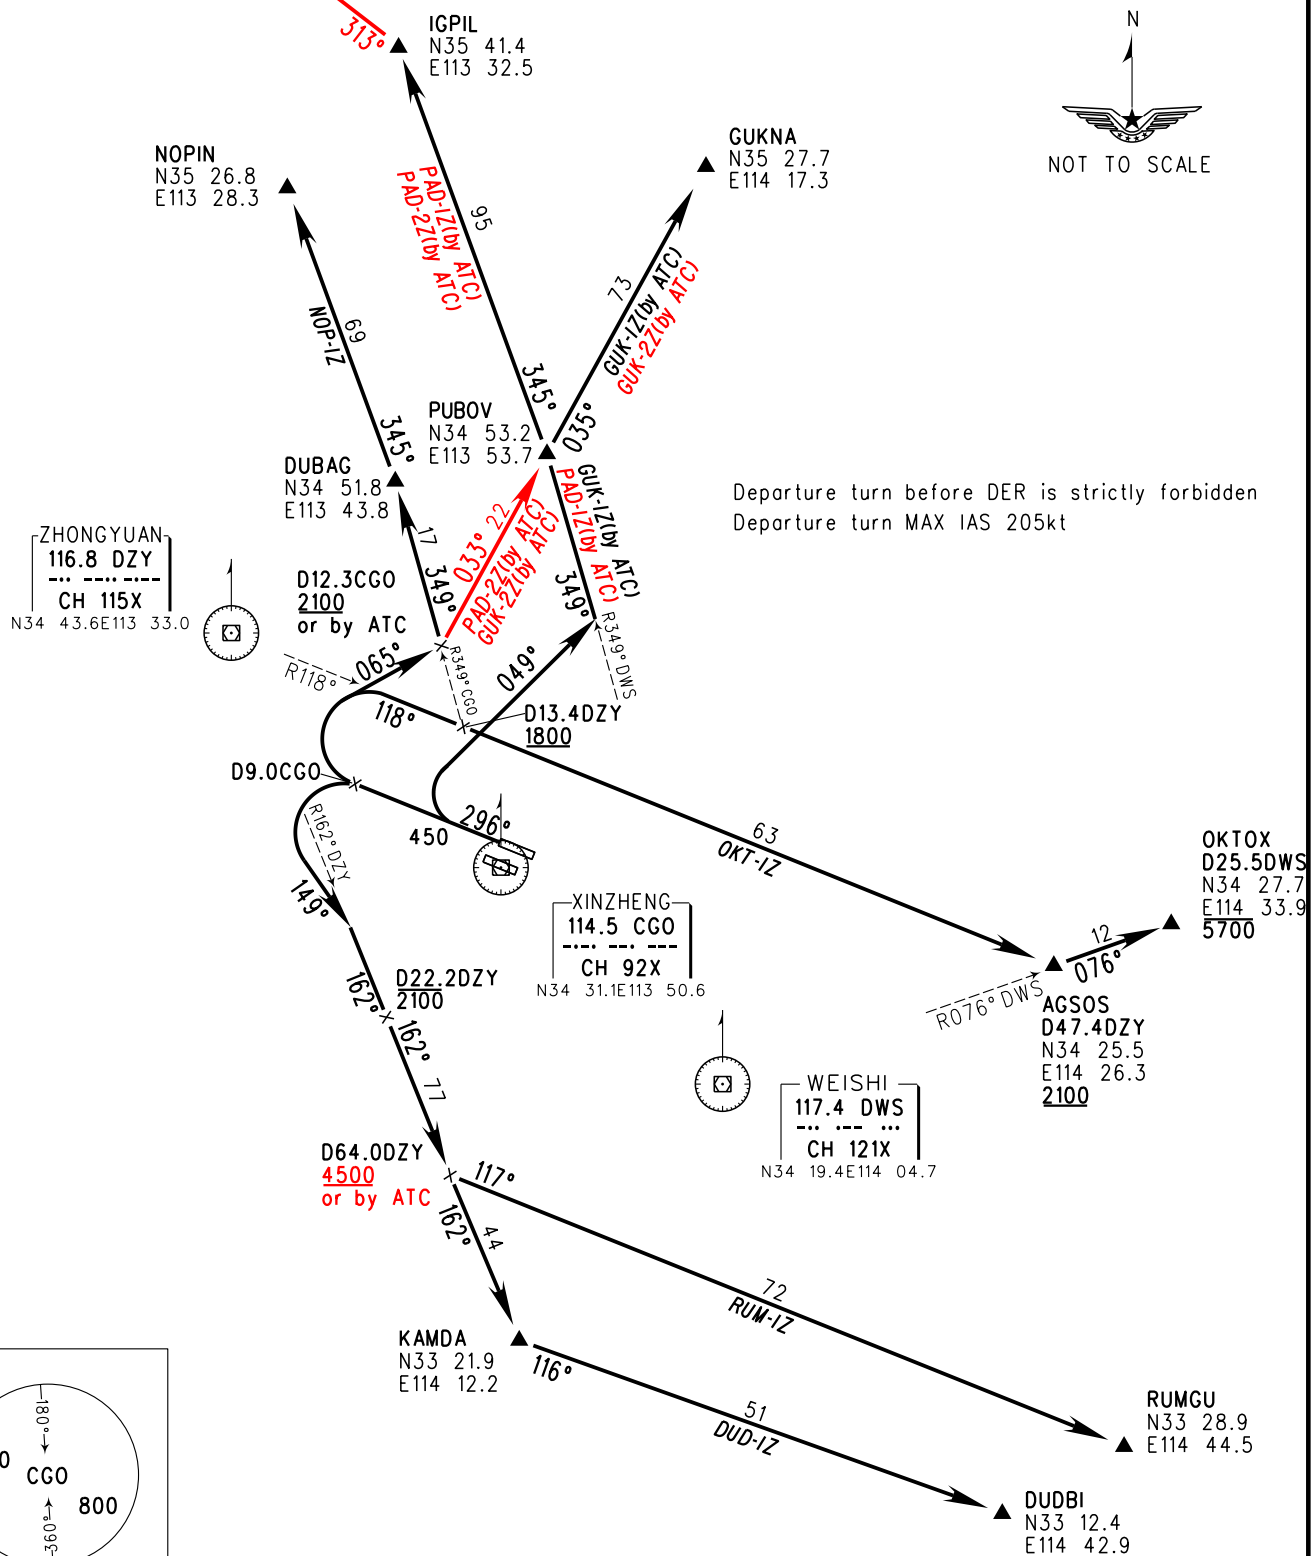 313°
IGPIL
N35 41.4
E113 32.5
N
NOT TO SCALE
NOPIN
N35 26.8
E113 28.3
GUKNA
N35 27.7
E114 17.3
PAD-1Z(by ATC)
PAD-2Z(by ATC)
95
73
GUK-1Z(by ATC)
GUK-2Z(by ATC)
69
NOP-1Z
345°
345°
035°
PUBOV
N34 53.2
E113 53.7
DUBAG
N34 51.8
E113 43.8
Departure turn before DER is strictly forbidden
Departure turn MAX IAS 205kt
GUK-1Z(by ATC)
PAD-1Z(by ATC)
17
349°
033° 22
PAD-2Z(by ATC)
GUK-2Z(by ATC)
349°
ZHONGYUAN
116.8 DZY
CH 115X
N34 43.6E113 33.0
D12.3CGO
2100
or by ATC
R118°
065°
R349°CGO
049°
R349°DWS
118°
D13.4DZY
1800
D9.0CGO
296°
450
R162°DZY
149°
63
OKT-1Z
OKTOX
D25.5DWS
N34 27.7
E114 33.9
5700
12
076°
R076°DWS
AGSOS
D47.4DZY
N34 25.5
E114 26.3
2100
XINZHENG
114.5 CGO
CH 92X
N34 31.1E113 50.6
162°
D22.2DZY
2100
162°
77
WEISHI
117.4 DWS
CH 121X
N34 19.4E114 04.7
D64.0DZY
4500
or by ATC
117°
162°
44
72
RUM-1Z
KAMDA
N33 21.9
E114 12.2
116°
51
DUD-1Z
RUMGU
N33 28.9
E114 44.5
DUDBI
N33 12.4
E114 42.9
180°
0
CGO
800
360°